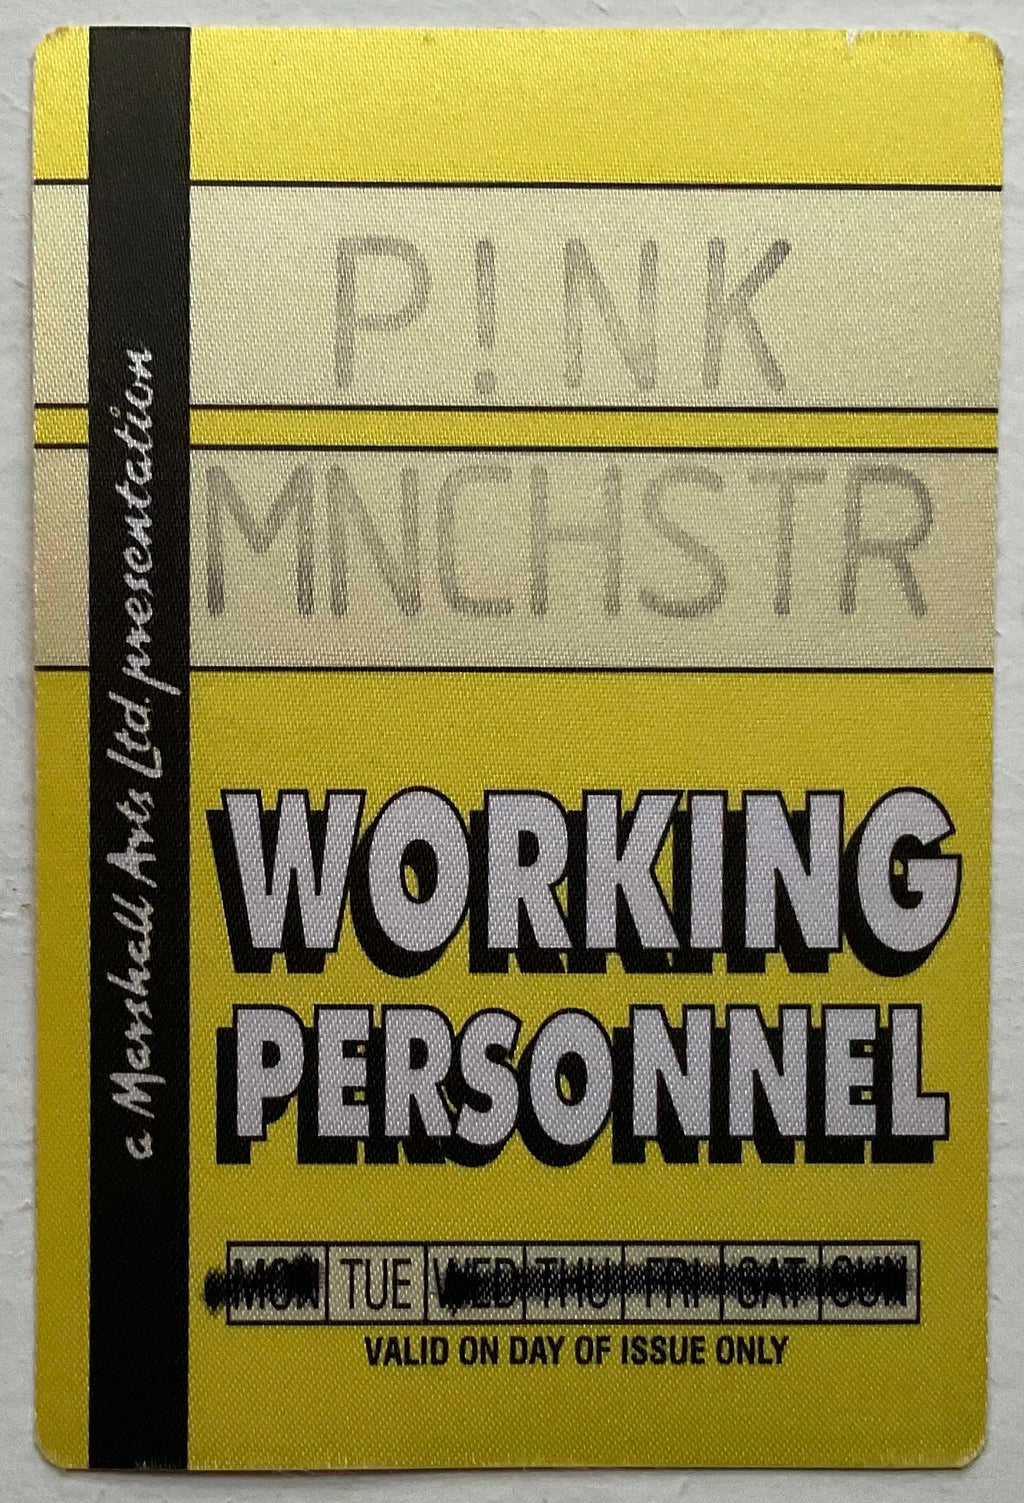 P!NK
MNCHSTR
a Marshall Arts Ltd. presentation
WORKING
PERSONNEL
MON TUE WED THU FRI SAT SUN
VALID ON DAY OF ISSUE ONLY